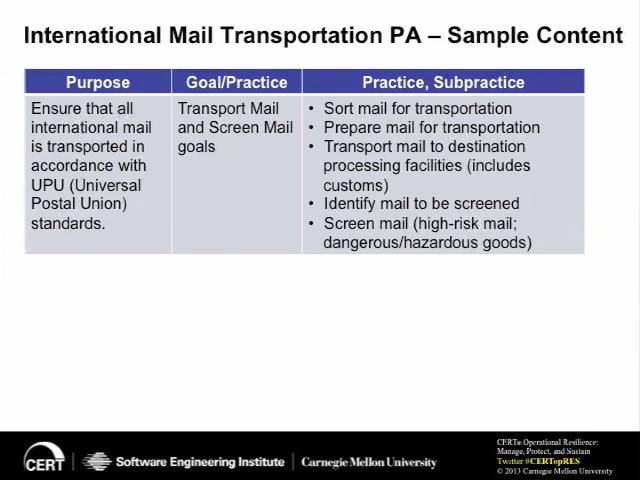 International Mail Transportation PA – Sample Content
Purpose
Goal/Practice
Practice, Subpractice
Ensure that all
international mail
is transported in
accordance with
UPU (Universal
Postal Union)
standards.
Transport Mail
and Screen Mail
goals
• Sort mail for transportation
• Prepare mail for transportation
• Transport mail to destination
processing facilities (includes
customs)
• Identify mail to be screened
• Screen mail (high-risk mail;
dangerous/hazardous goods)
CERT
Software Engineering Institute
Carnegie Mellon University
CERT® Operational Resilience:
Manage, Protect, and Sustain
Twitter #CERTopRES
© 2013 Carnegie Mellon University